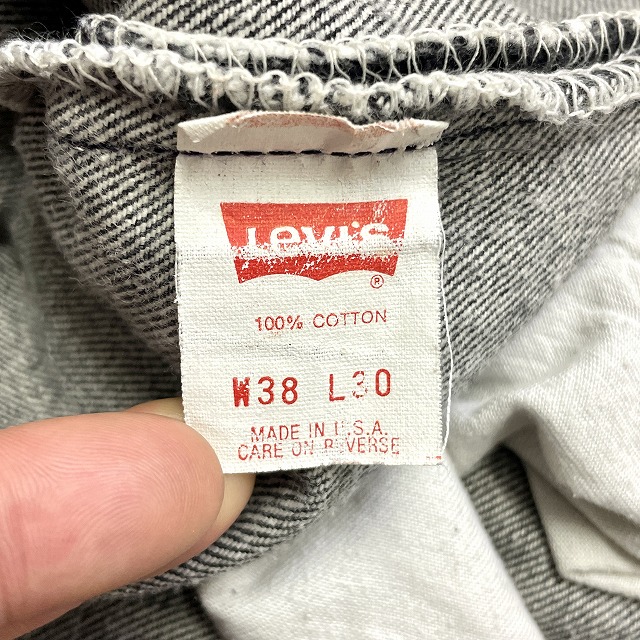 Levi's
®
100% COTTON
W38 L30
MADE IN U.S.A.
CARE ON REVERSE